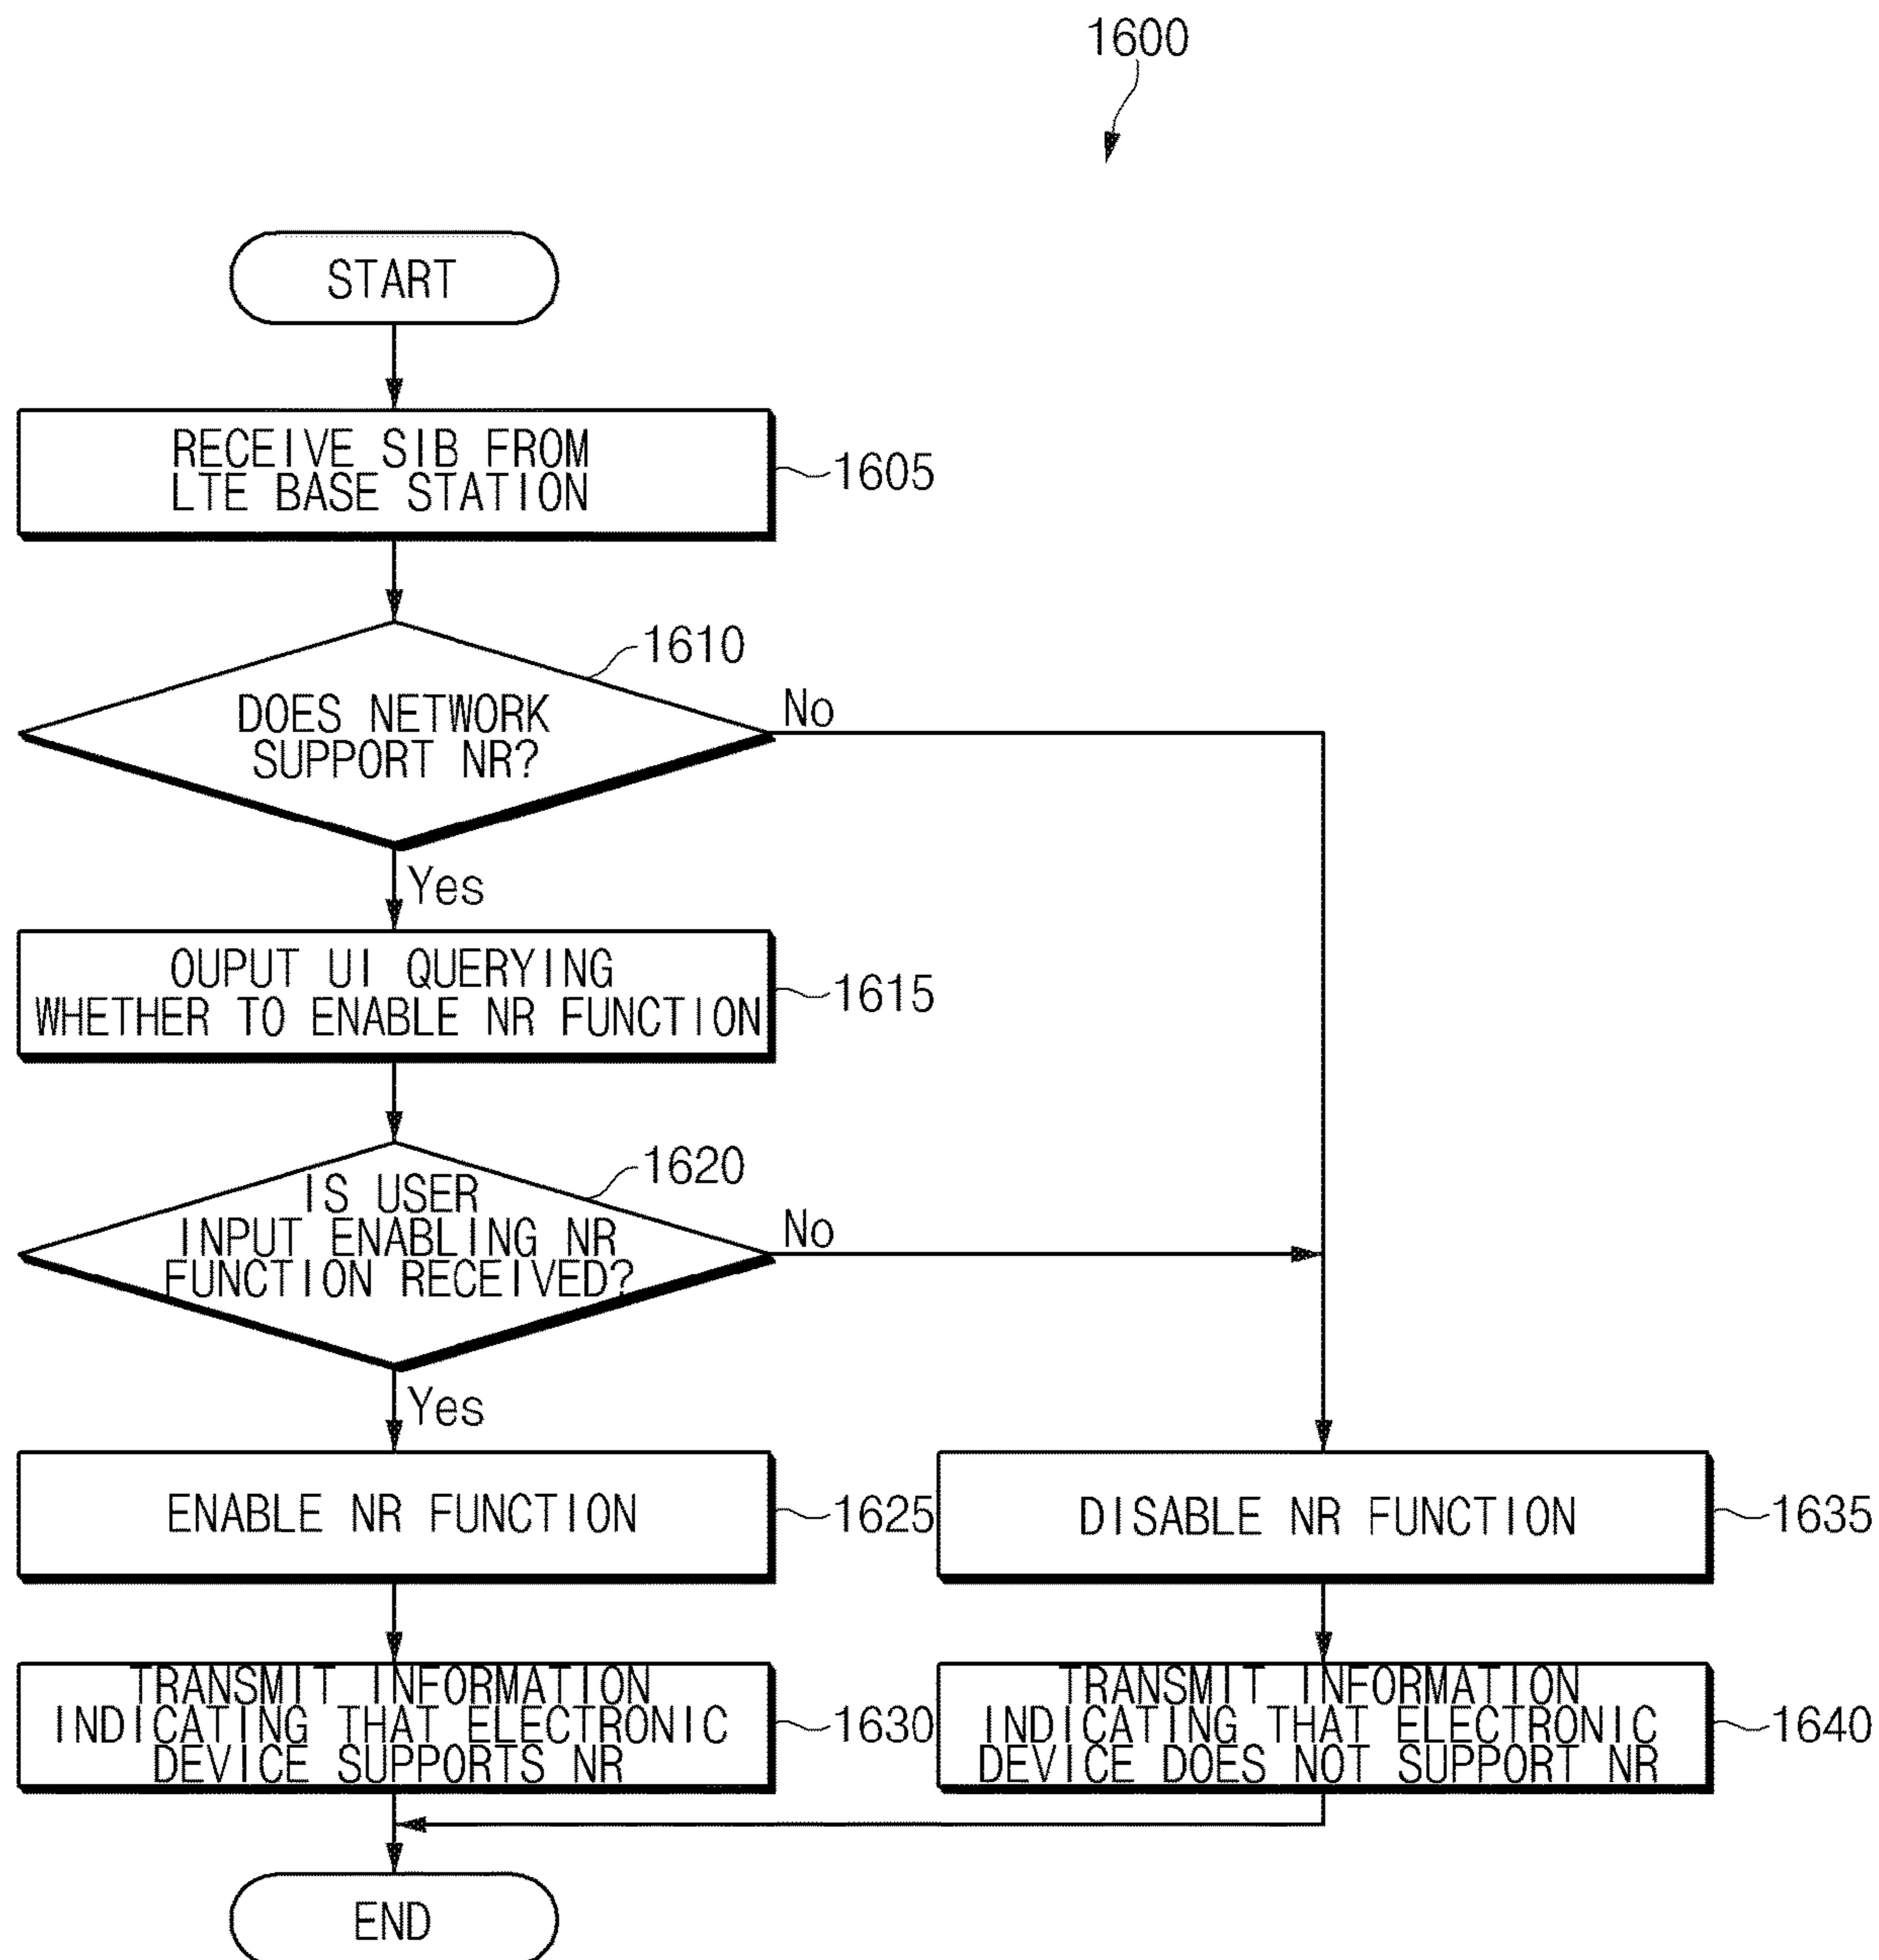 1600
START
RECEIVE SIB FROM
LTE BASE STATION
1605
1610
DOES NETWORK
SUPPORT NR?
No
Yes
OUPUT UI QUERYING
WHETHER TO ENABLE NR FUNCTION
1615
1620
IS USER
INPUT ENABLING NR
FUNCTION RECEIVED?
No
Yes
ENABLE NR FUNCTION
1625
DISABLE NR FUNCTION
1635
TRANSMIT INFORMATION
INDICATING THAT ELECTRONIC
DEVICE SUPPORTS NR
1630
TRANSMIT INFORMATION
INDICATING THAT ELECTRONIC
DEVICE DOES NOT SUPPORT NR
1640
END